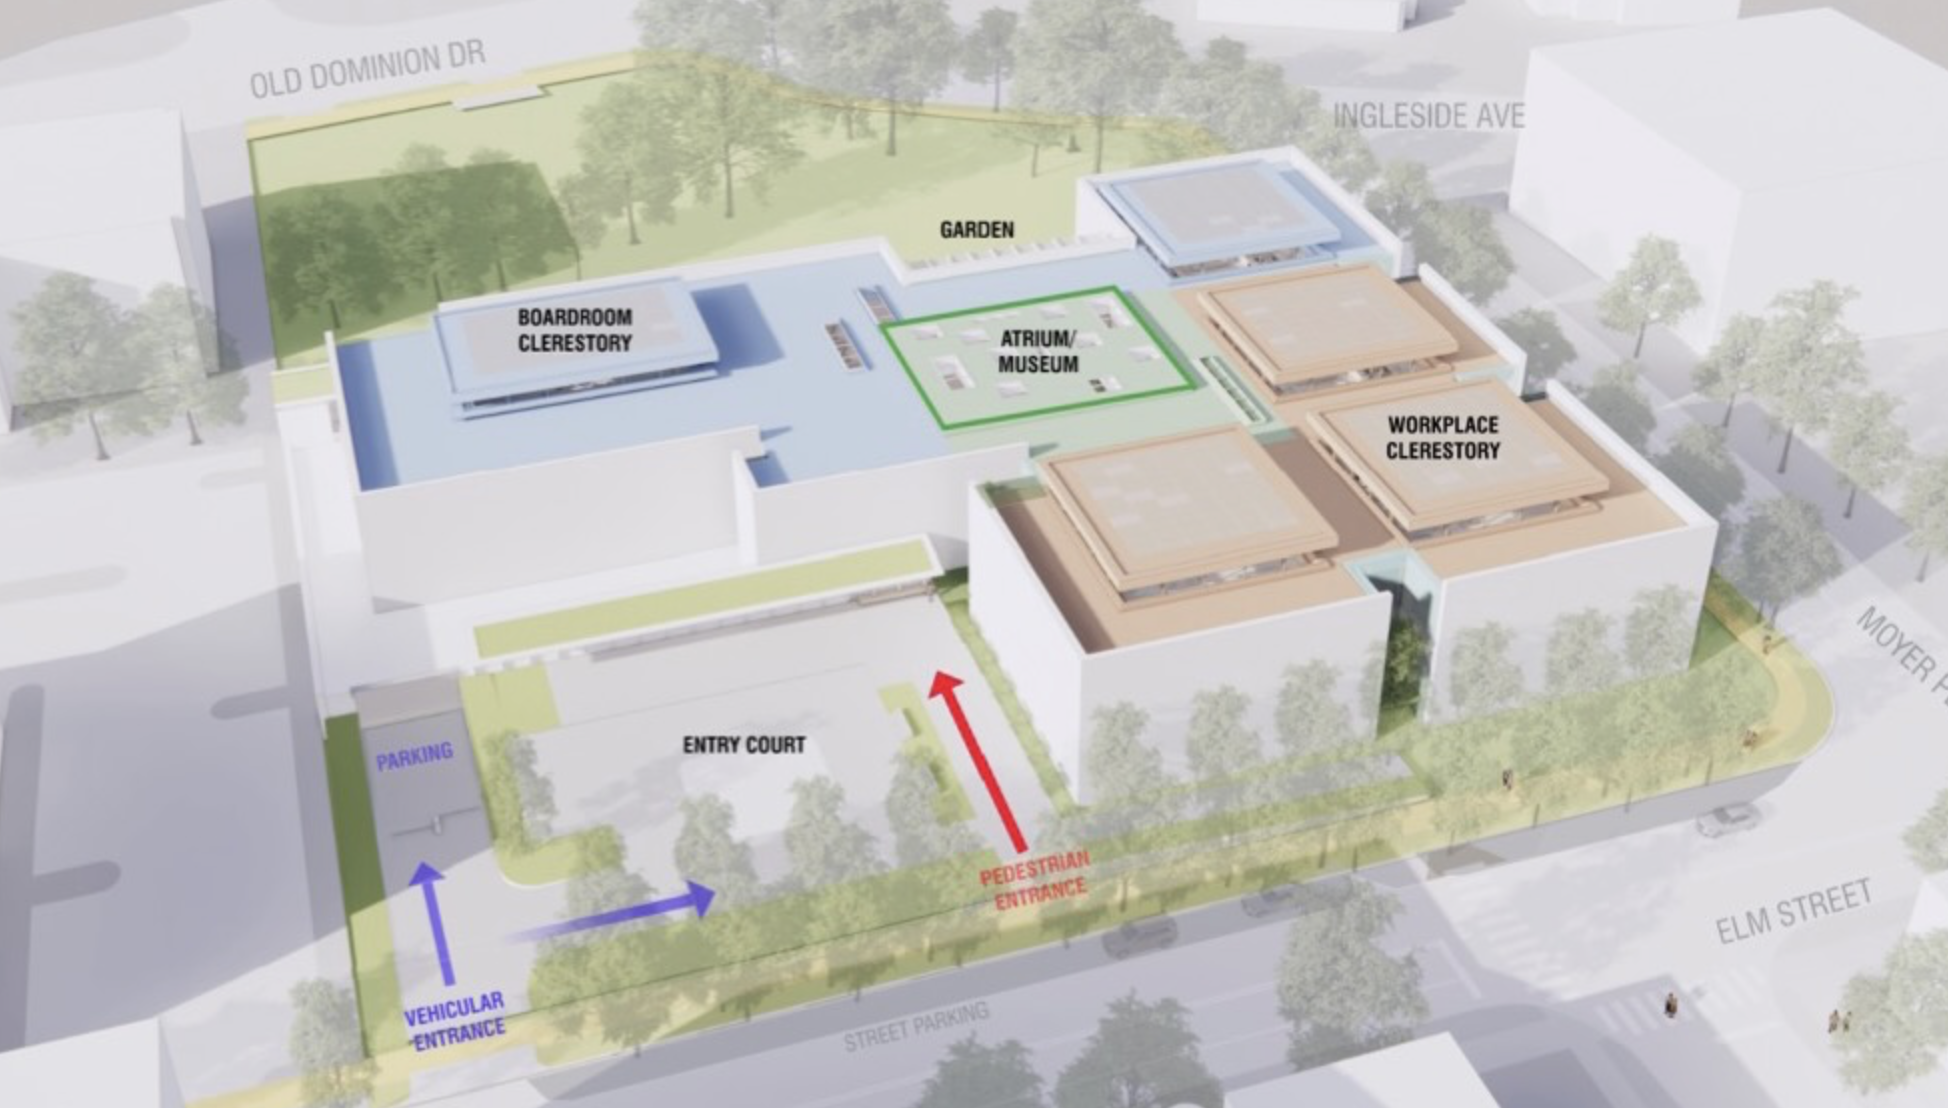 OLD DOMINION DR
INGLESIDE AVE
GARDEN
BOARDROOM
CLERESTORY
ATRIUM/
MUSEUM
WORKPLACE
CLERESTORY
MOYER
PARKING
ENTRY COURT
PEDESTRIAN
ENTRANCE
ELM STREET
VEHICULAR
ENTRANCE
STREET PARKING